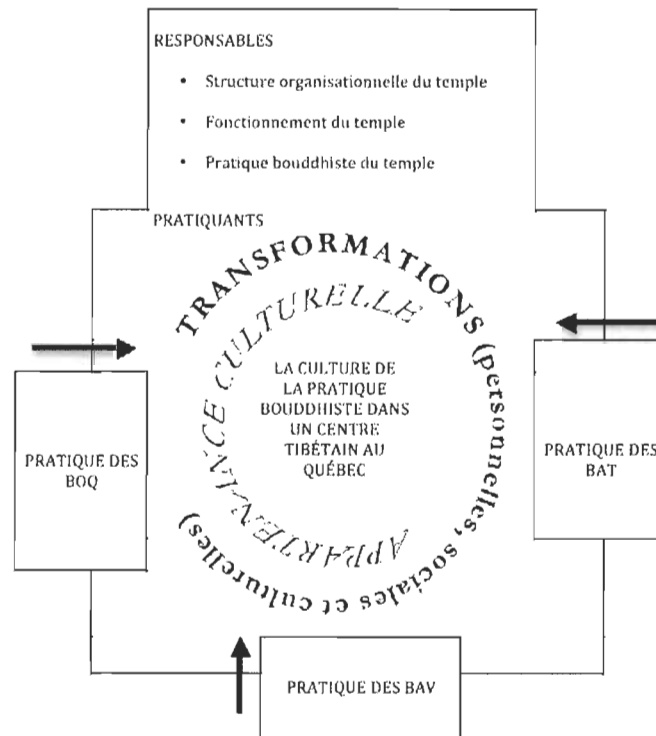 RESPONSABLES
• Structure organisationnelle du temple
• Fonctionnement du temple
• Pratique bouddhiste du temple
PRATIQUANTS
TRANSFORMATIONS (personnelles, sociales et culturelles)
APPARTENANCE CULTURELLE
LA CULTURE DE
LA PRATIQUE
BOUDDHISTE DANS
UN CENTRE
TIBÉTAIN AU
QUÉBEC
PRATIQUE DES
BOQ
PRATIQUE DES
BAT
PRATIQUE DES BAV